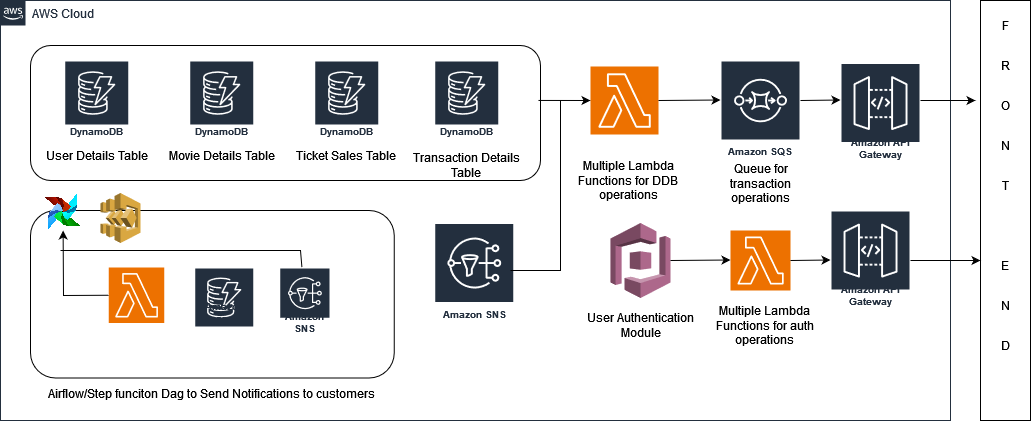 aws
AWS Cloud
DynamoDB
DynamoDB
DynamoDB
DynamoDB
User Details Table
Movie Details Table
Ticket Sales Table
Transaction Details
Table
Multiple Lambda
Functions for DDB
operations
Amazon SQS
Queue for
transaction
operations
Amazon API
Gateway
Amazon
SNS
Airflow/Step funciton Dag to Send Notifications to customers
Amazon SNS
User Authentication
Module
Multiple Lambda
Functions for auth
operations
Amazon API
Gateway
F
R
O
N
T
E
N
D